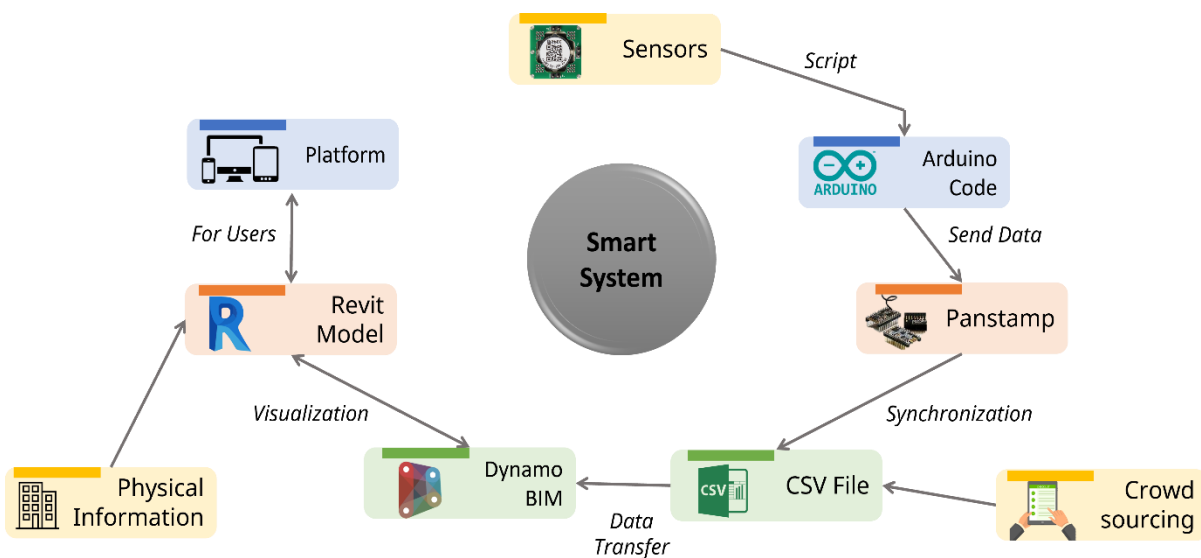 Sensors
Script
Platform
Arduino
Code
ARDUINO
For Users
Smart
System
Send Data
Revit
Model
R
Panstamp
Visualization
Synchronization
Physical
Information
Dynamo
BIM
CSV
CSV File
Crowd
sourcing
Data
Transfer